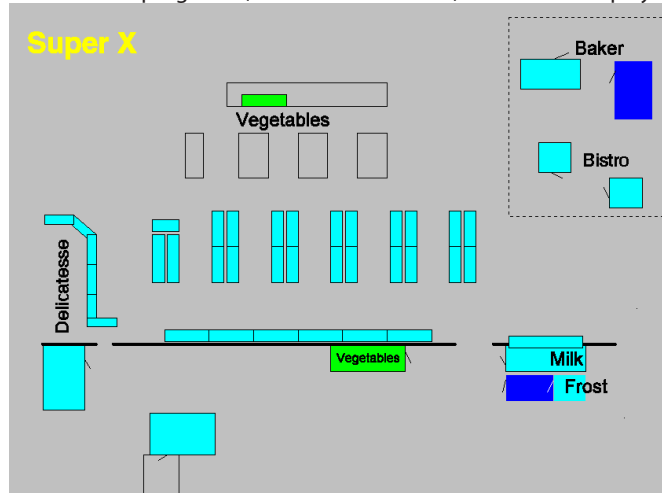 Super X
Baker
Vegetables
Bistro
Delicatesse
Vegetables
Milk
Frost